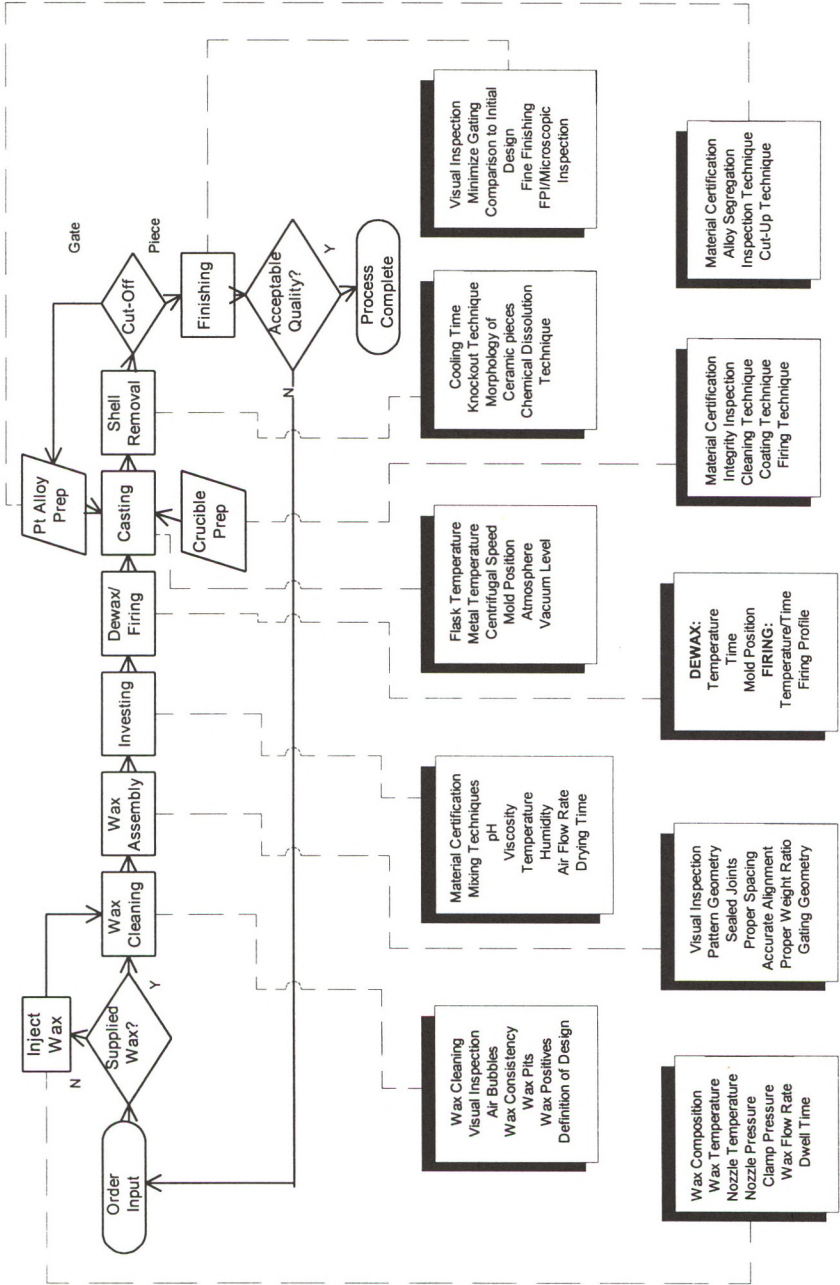 Order
Input
Supplied
Wax?
N
Y
Inject
Wax
Wax
Cleaning
Wax
Assembly
Investing
Dewax/
Firing
Casting
Pt Alloy
Prep
Crucible
Prep
Shell
Removal
Cut-Off
Gate
Piece
Finishing
Acceptable
Quality?
N
Y
Process
Complete
Wax Cleaning
Visual Inspection
Air Bubbles
Wax Consistency
Wax Pits
Wax Positives
Definition of Design
Material Certification
Mixing Techniques
pH
Viscosity
Temperature
Humidity
Air Flow Rate
Drying Time
Flask Temperature
Metal Temperature
Centrifugal Speed
Mold Position
Atmosphere
Vacuum Level
Cooling Time
Knockout Technique
Morphology of
Ceramic pieces
Chemical Dissolution
Technique
Visual Inspection
Minimize Gating
Comparison to Initial
Design
Fine Finishing
FPI/Microscopic
Inspection
Wax Composition
Wax Temperature
Nozzle Temperature
Nozzle Pressure
Clamp Pressure
Wax Flow Rate
Dwell Time
Visual Inspection
Pattern Geometry
Sealed Joints
Proper Spacing
Accurate Alignment
Proper Weight Ratio
Gating Geometry
DEWAX:
Temperature
Time
Mold Position
FIRING:
Temperature/Time
Firing Profile
Material Certification
Integrity Inspection
Cleaning Technique
Coating Technique
Firing Technique
Material Certification
Alloy Segregation
Inspection Technique
Cut-Up Technique